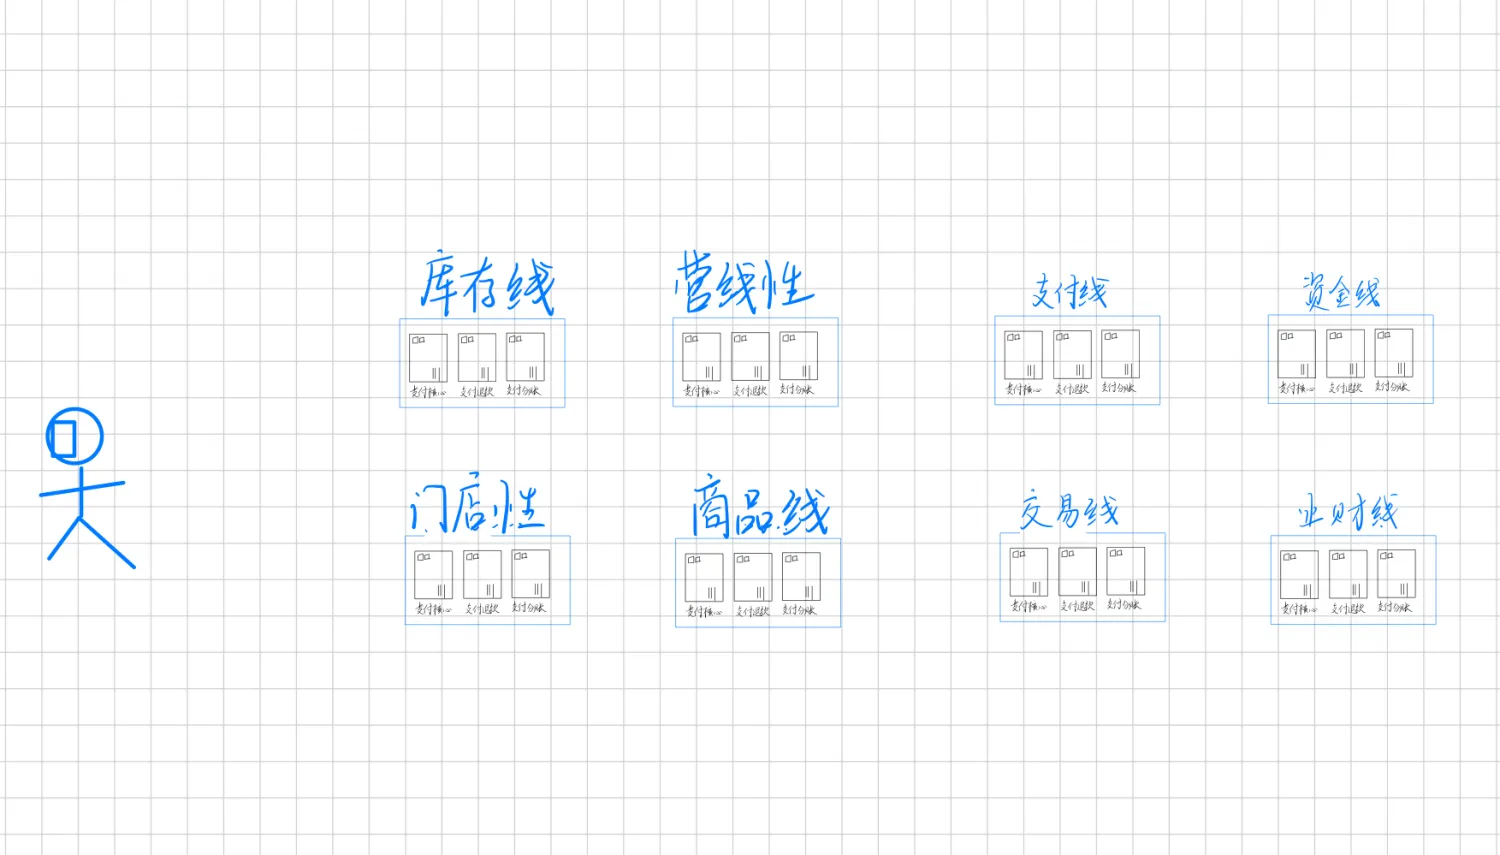 库存线
营线性
支付线
资金线
支付核心 支付退款 支付分账
支付核心 支付退款 支付分账
支付核心 支付退款 支付分账
支付核心 支付退款 支付分账
门店性
商品线
交易线
业财线
支付核心 支付退款 支付分账
支付核心 支付退款 支付分账
支付核心 支付退款 支付分账
支付核心 支付退款 支付分账